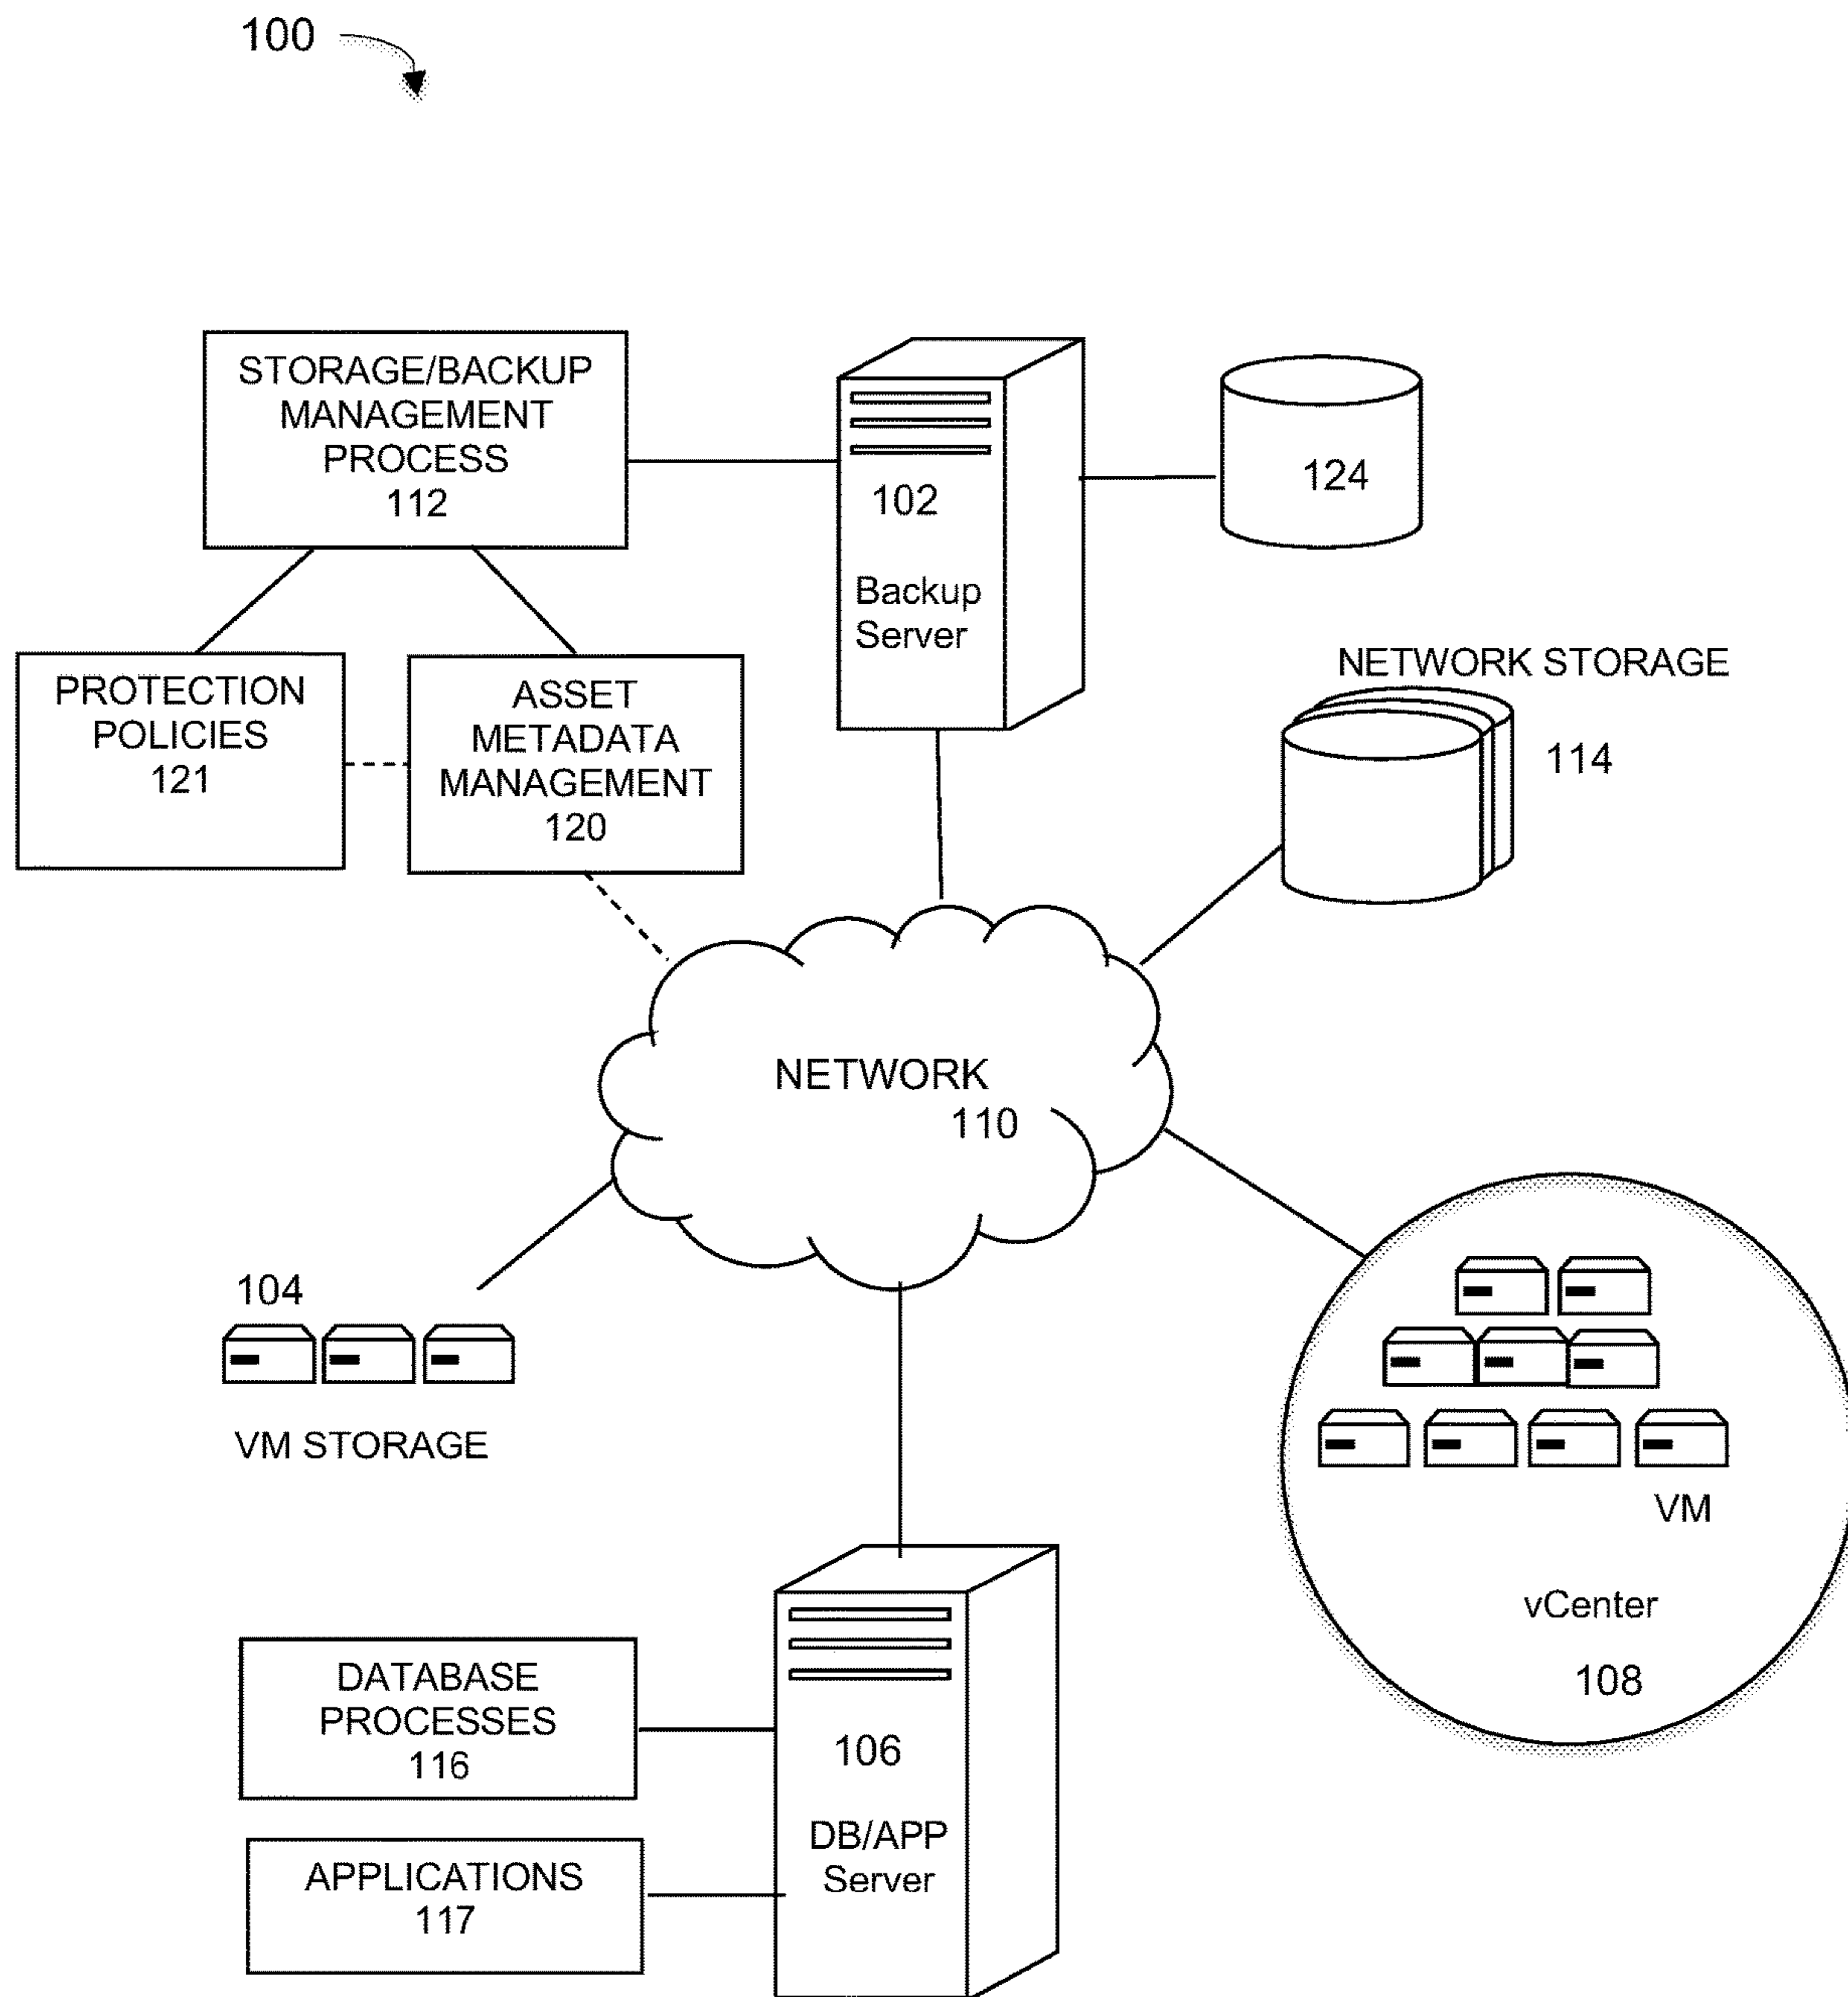 100
STORAGE/BACKUP
MANAGEMENT
PROCESS
112
102
Backup
Server
124
PROTECTION
POLICIES
121
ASSET
METADATA
MANAGEMENT
120
NETWORK STORAGE
114
NETWORK
110
104
VM STORAGE
VM
vCenter
108
DATABASE
PROCESSES
116
106
DB/APP
Server
APPLICATIONS
117